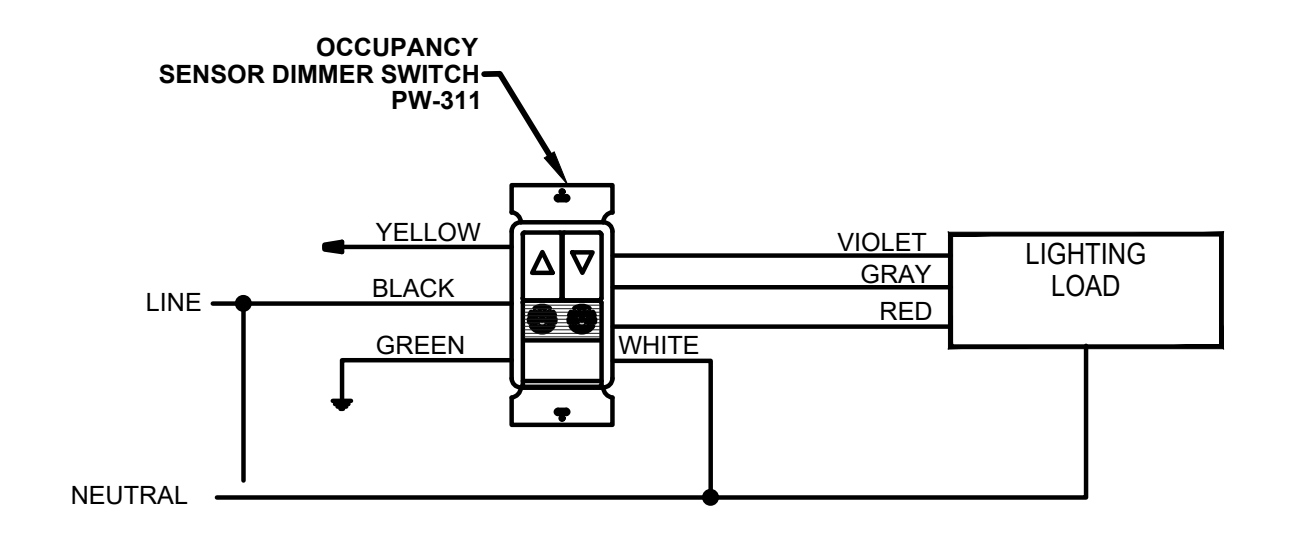 OCCUPANCY
SENSOR DIMMER SWITCH
PW-311
YELLOW
VIOLET
LIGHTING
LOAD
GRAY
BLACK
LINE
RED
GREEN
WHITE
NEUTRAL